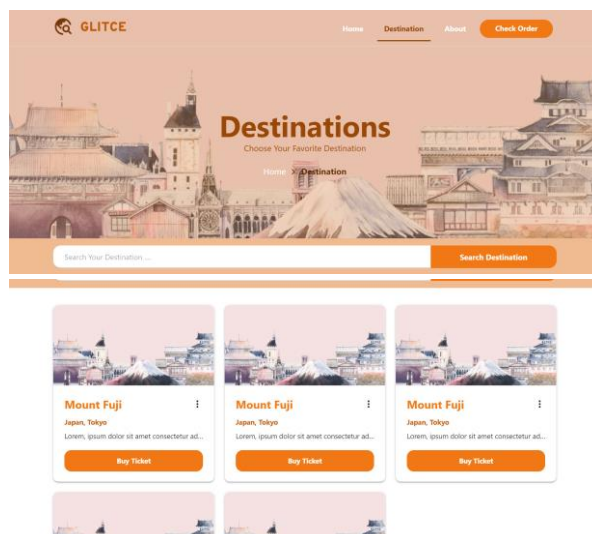 GLITCE
Home Destination About Check Order
Destinations
Choose Your Favorite Destination
Home > Destination
Search Your Destination ... Search Destination
Mount Fuji Mount Fuji Mount Fuji
Japan, Tokyo Japan, Tokyo Japan, Tokyo
Lorem, ipsum dolor sit amet consectetur ad... Lorem, ipsum dolor sit amet consectetur ad... Lorem, ipsum dolor sit amet consectetur ad...
Buy Ticket Buy Ticket Buy Ticket